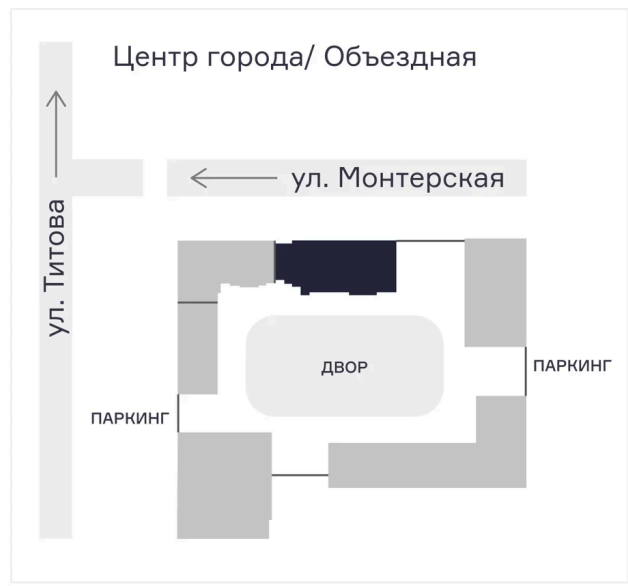 Центр города/ Объездная
ул. Монтерская
ул. Титова
ДВОР
ПАРКИНГ
ПАРКИНГ